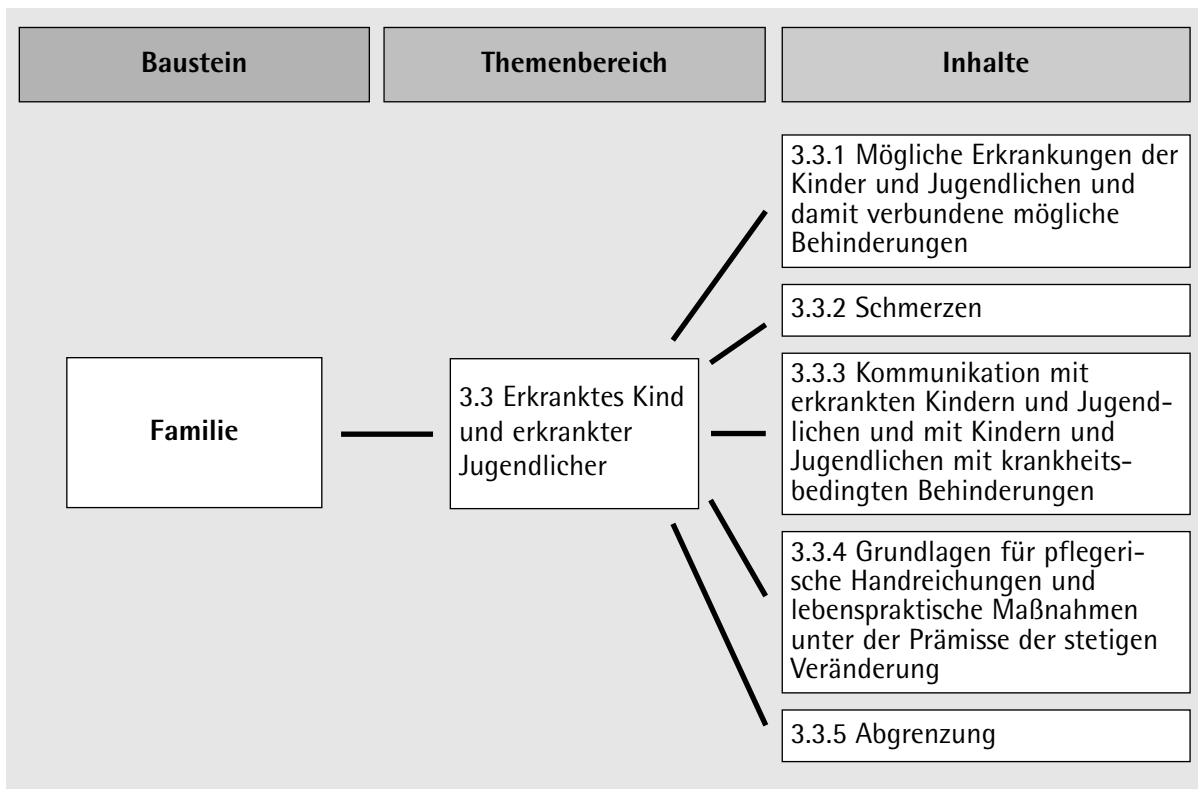 Baustein
Themenbereich
Inhalte
Familie
3.3 Erkranktes Kind
und erkrankter
Jugendlicher
3.3.1 Mögliche Erkrankungen der
Kinder und Jugendlichen und
damit verbundene mögliche
Behinderungen
3.3.2 Schmerzen
3.3.3 Kommunikation mit
erkrankten Kindern und Jugend-
lichen und mit Kindern und
Jugendlichen mit krankheits-
bedingten Behinderungen
3.3.4 Grundlagen für pflegeri-
sche Handreichungen und
lebenspraktische Maßnahmen
unter der Prämisse der stetigen
Veränderung
3.3.5 Abgrenzung